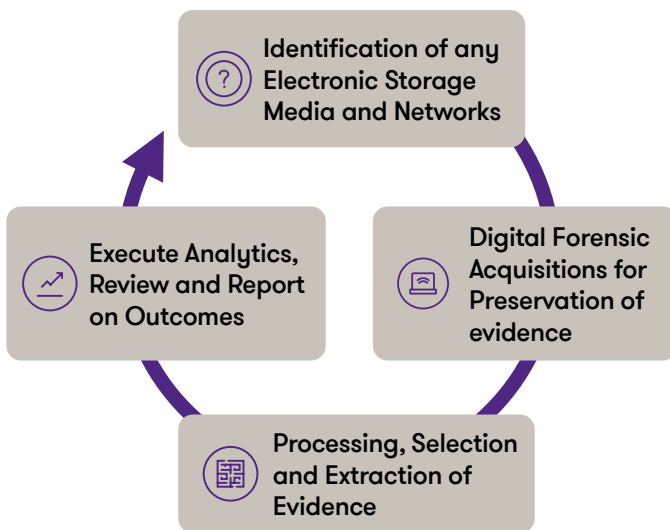 ?
Identification of any
Electronic Storage
Media and Networks
Digital Forensic
Acquisitions for
Preservation of
evidence
Processing, Selection
and Extraction of
Evidence
Execute Analytics,
Review and Report
on Outcomes